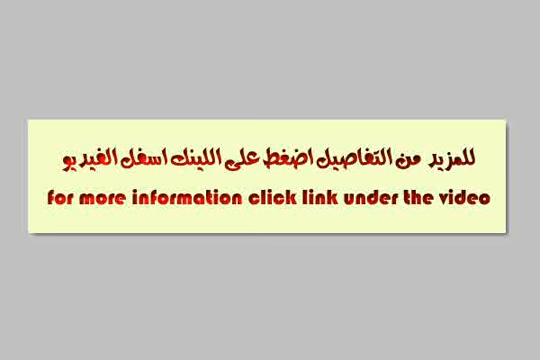 للمزيد من التفاصيل اضغط على اللينك اسفل الفيديو
for more information click link under the video